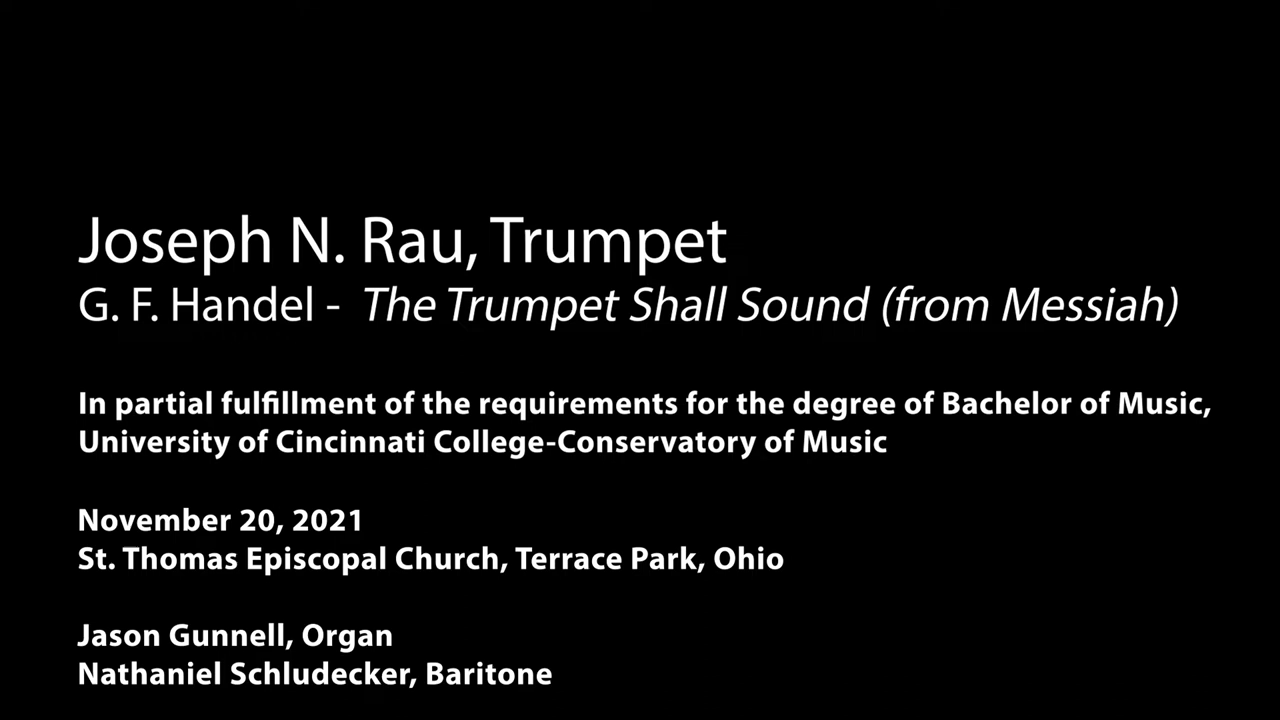 Joseph N. Rau, Trumpet
G. F. Handel - The Trumpet Shall Sound (from Messiah)
In partial fulfillment of the requirements for the degree of Bachelor of Music,
University of Cincinnati College-Conservatory of Music
November 20, 2021
St. Thomas Episcopal Church, Terrace Park, Ohio
Jason Gunnell, Organ
Nathaniel Schludecker, Baritone